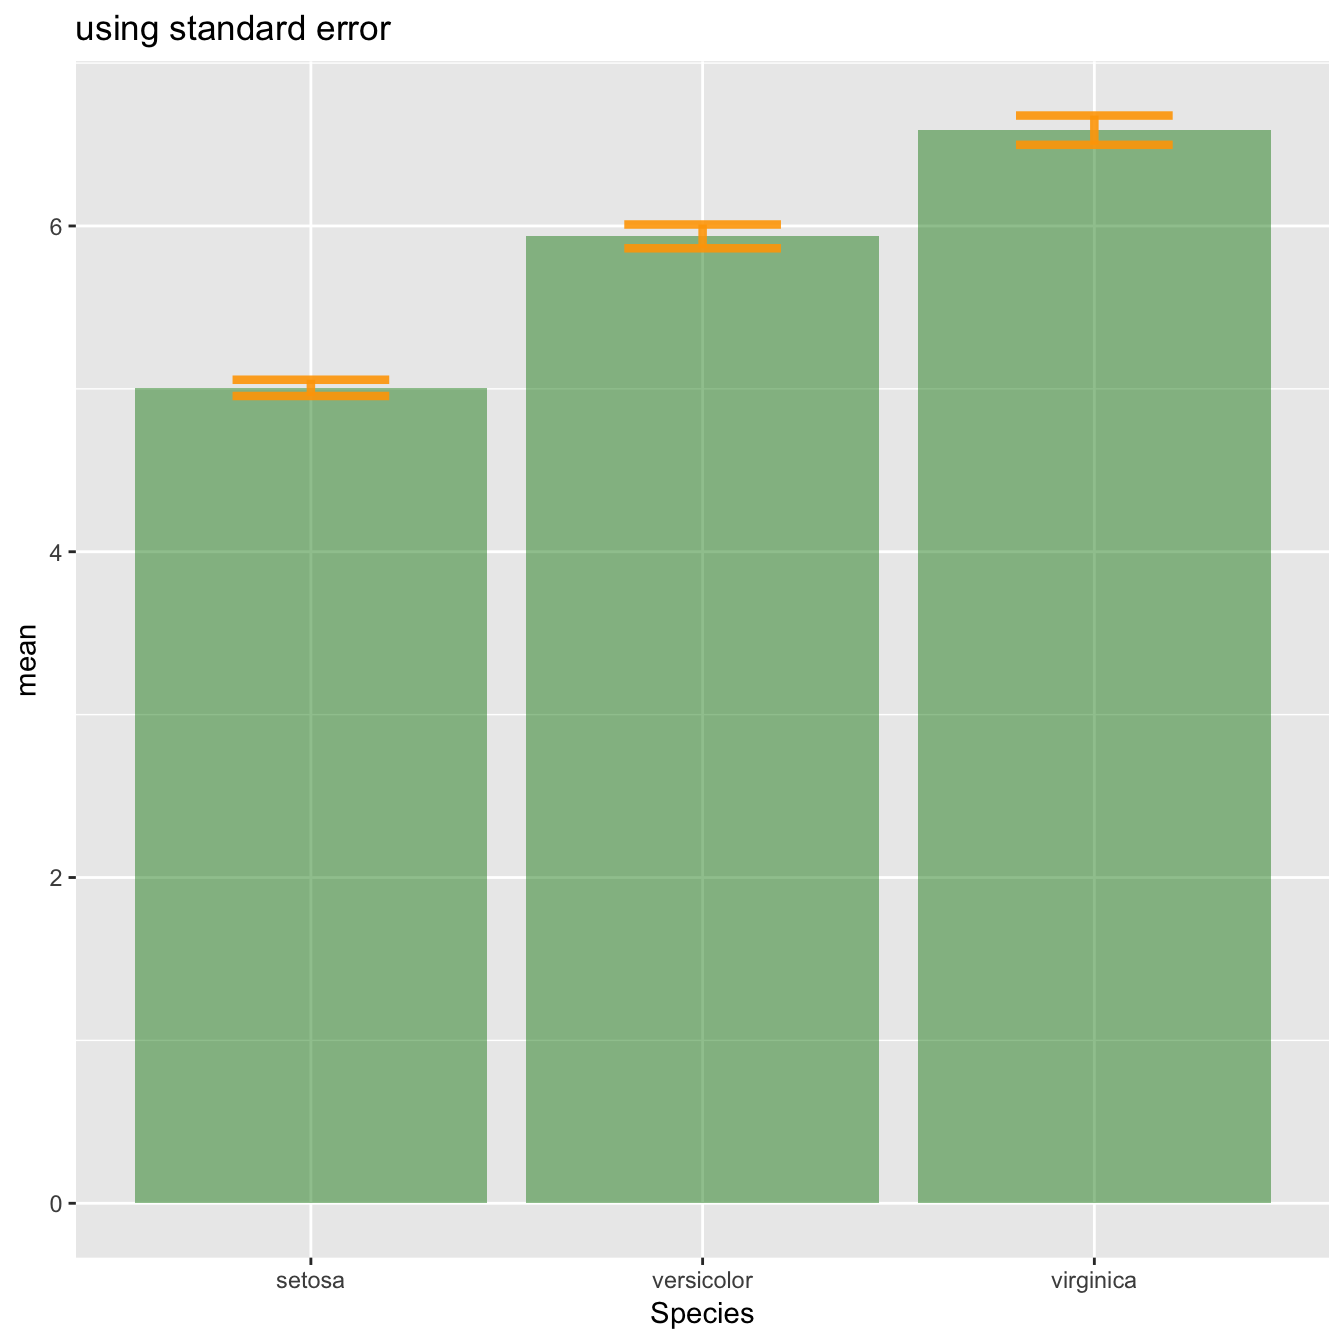 using standard error
mean
6
4
2
0
setosa versicolor virginica
Species